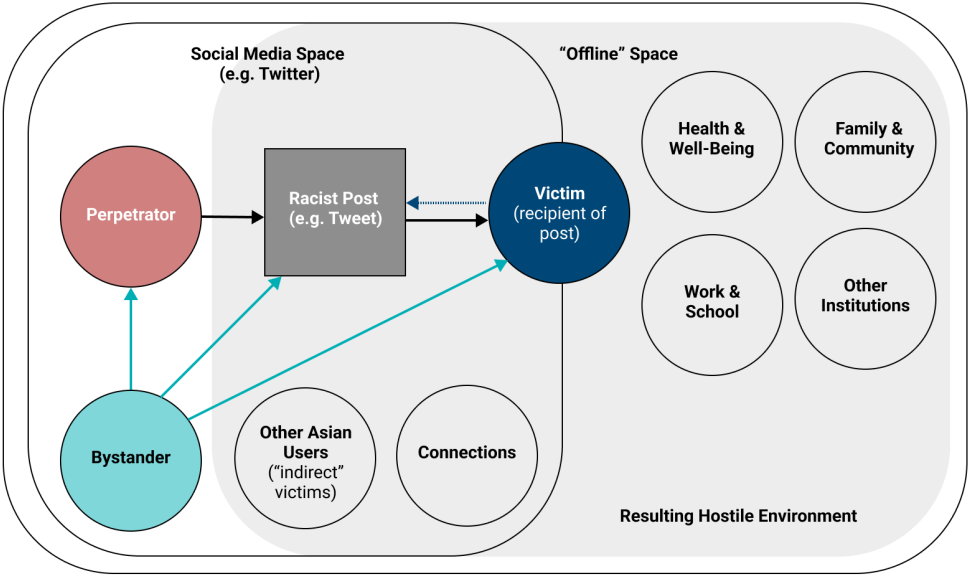 Social Media Space
(e.g. Twitter)
“Offline” Space
Health &
Well-Being
Family &
Community
Perpetrator
Racist Post
(e.g. Tweet)
Victim
(recipient of
post)
Work &
School
Other
Institutions
Bystander
Other Asian
Users
(“indirect”
victims)
Connections
Resulting Hostile Environment